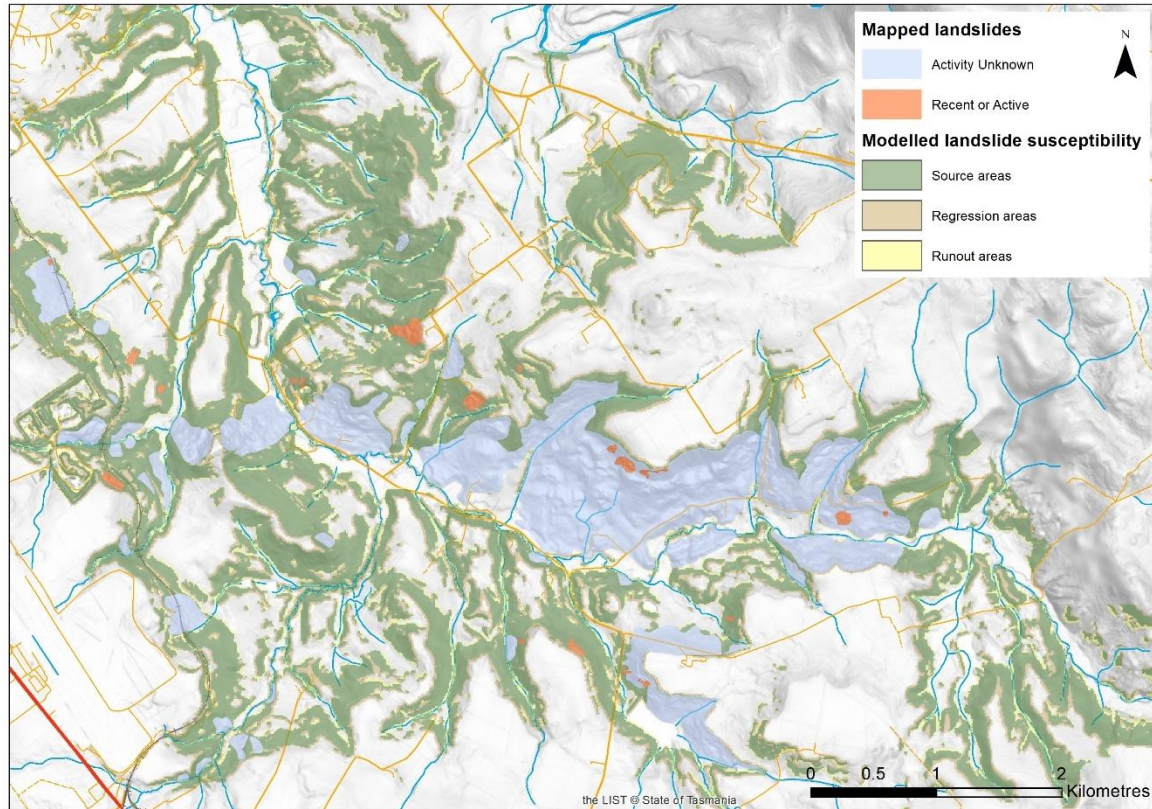 Mapped landslides
N
Activity Unknown
Recent or Active
Modelled landslide susceptibility
Source areas
Regression areas
Runout areas
0 0.5 1 2
Kilometres
the LIST © State of Tasmania